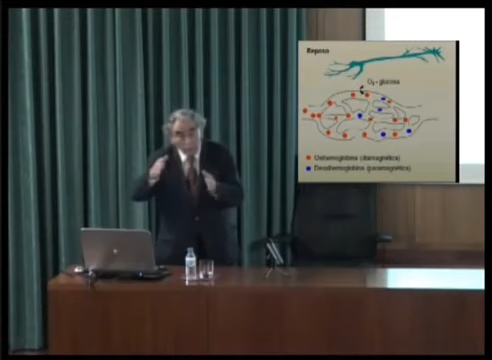 Reposo
O₂ - glucosa
Oxihemoglobina (diamagnética)
Deoxihemoglobina (paramagnética)